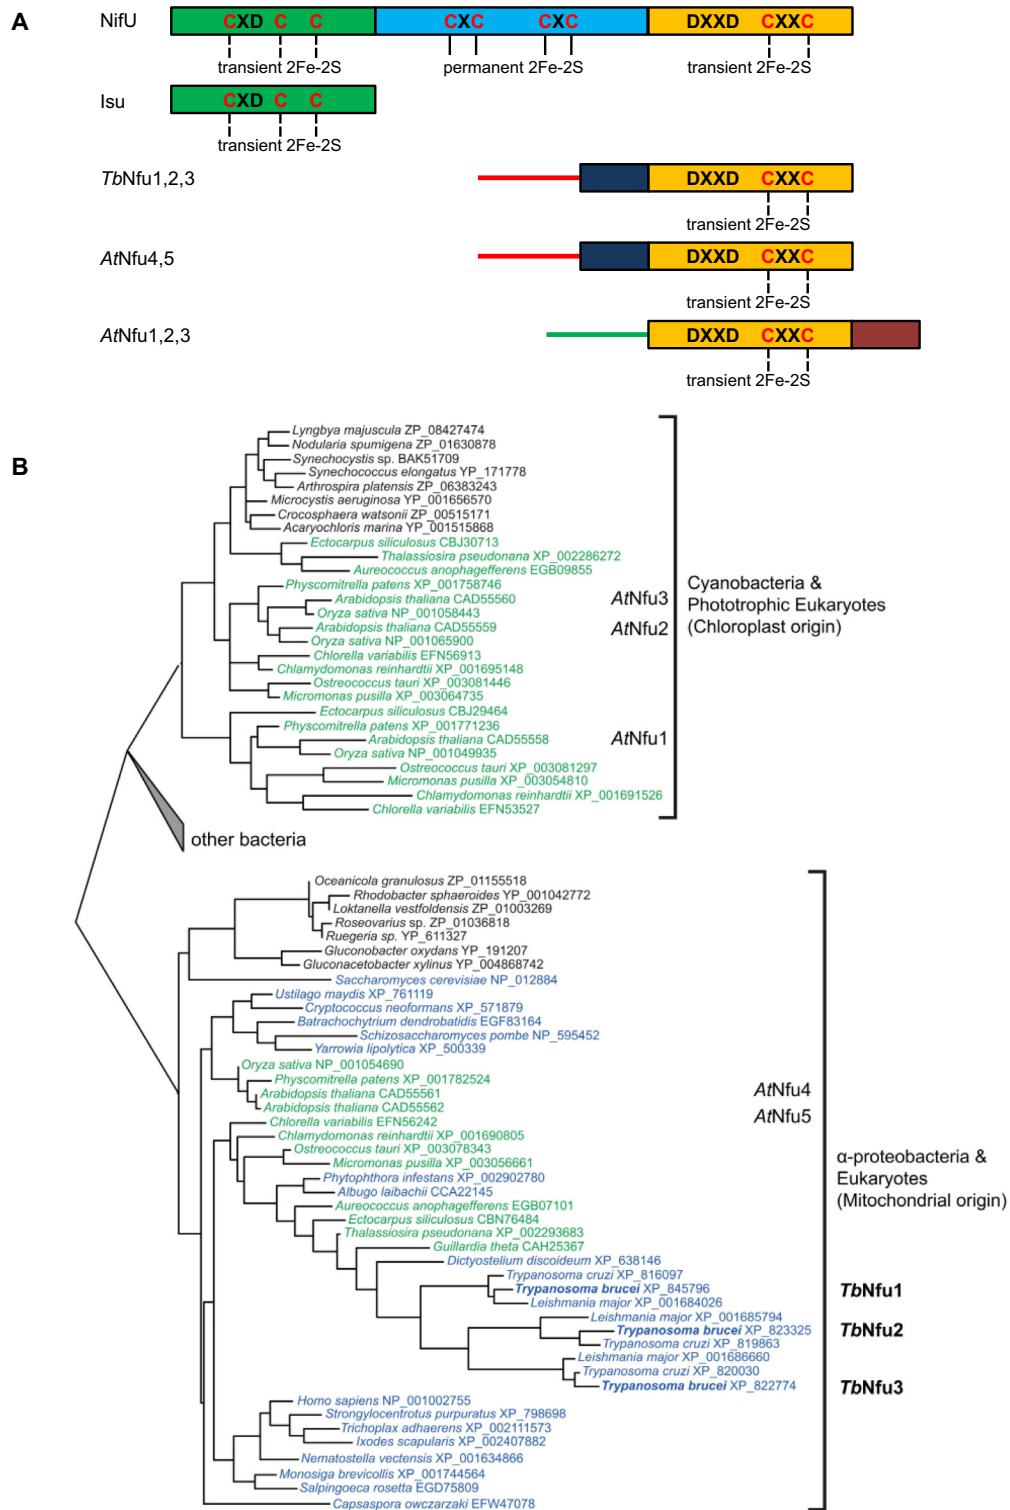 A
NifU
CXD C C
CXC CXC
DXXD CXXC
transient 2Fe-2S
permanent 2Fe-2S
transient 2Fe-2S
Isu
CXD C C
transient 2Fe-2S
TbNfu1,2,3
DXXD CXXC
transient 2Fe-2S
AtNfu4,5
DXXD CXXC
transient 2Fe-2S
AtNfu1,2,3
DXXD CXXC
transient 2Fe-2S
B
Lyngbya majuscula ZP_08427474
Nodularia spumigena ZP_01630878
Synechocystis sp. BAK51709
Synechococcus elongatus YP_171778
Arthrospira platensis ZP_06383243
Microcystis aeruginosa YP_001656570
Crocosphaera watsonii ZP_00515171
Acaryochloris marina YP_001515868
Ectocarpus siliculosus CBJ30713
Thalassiosira pseudonana XP_002286272
Aureococcus anophagefferens EGB09855
Physcomitrella patens XP_001758746
Arabidopsis thaliana CAD55560
AtNfu3
Oryza sativa NP_001058443
Arabidopsis thaliana CAD55559
AtNfu2
Oryza sativa NP_001065900
Chlorella variabilis EFN56913
Chlamydomonas reinhardtii XP_001695148
Ostreococcus tauri XP_003081446
Micromonas pusilla XP_003064735
Ectocarpus siliculosus CBJ29464
Physcomitrella patens XP_001771236
Arabidopsis thaliana CAD55558
AtNfu1
Oryza sativa NP_001049935
Ostreococcus tauri XP_003081297
Micromonas pusilla XP_003054810
Chlamydomonas reinhardtii XP_001691526
Chlorella variabilis EFN53527
Cyanobacteria &
Phototrophic Eukaryotes
(Chloroplast origin)
other bacteria
Oceanicola granulosus ZP_01155518
Rhodobacter sphaeroides YP_001042772
Loktanella vestfoldensis ZP_01003269
Roseovarius sp. ZP_01036818
Ruegeria sp. YP_611327
Gluconobacter oxydans YP_191207
Gluconacetobacter xylinus YP_004868742
Saccharomyces cerevisiae NP_012884
Ustilago maydis XP_761119
Cryptococcus neoformans XP_571879
Batrachochytrium dendrobatidis EGF83164
Schizosaccharomyces pombe NP_595452
Yarrowia lipolytica XP_500339
Oryza sativa NP_001054690
Physcomitrella patens XP_001782524
Arabidopsis thaliana CAD55561
AtNfu4
Arabidopsis thaliana CAD55562
AtNfu5
Chlorella variabilis EFN56242
Chlamydomonas reinhardtii XP_001690805
Ostreococcus tauri XP_003078343
Micromonas pusilla XP_003056661
Phytophthora infestans XP_002902780
Albugo laibachii CCA22145
Aureococcus anophagefferens EGB07101
Ectocarpus siliculosus CBN76484
Thalassiosira pseudonana XP_002293683
Guillardia theta CAH25367
Dictyostelium discoideum XP_638146
Trypanosoma cruzi XP_816097
Trypanosoma brucei XP_845796
TbNfu1
Leishmania major XP_001684026
Leishmania major XP_001685794
Trypanosoma brucei XP_823325
TbNfu2
Trypanosoma cruzi XP_819863
Leishmania major XP_001686660
Trypanosoma cruzi XP_820030
Trypanosoma brucei XP_822774
TbNfu3
Homo sapiens NP_001002755
Strongylocentrotus purpuratus XP_798698
Trichoplax adhaerens XP_002111573
Ixodes scapularis XP_002407882
Nematostella vectensis XP_001634866
Monosiga brevicollis XP_001744564
Salpingoeca rosetta EGD75809
Capsaspora owczarzaki EFW47078
α-proteobacteria &
Eukaryotes
(Mitochondrial origin)